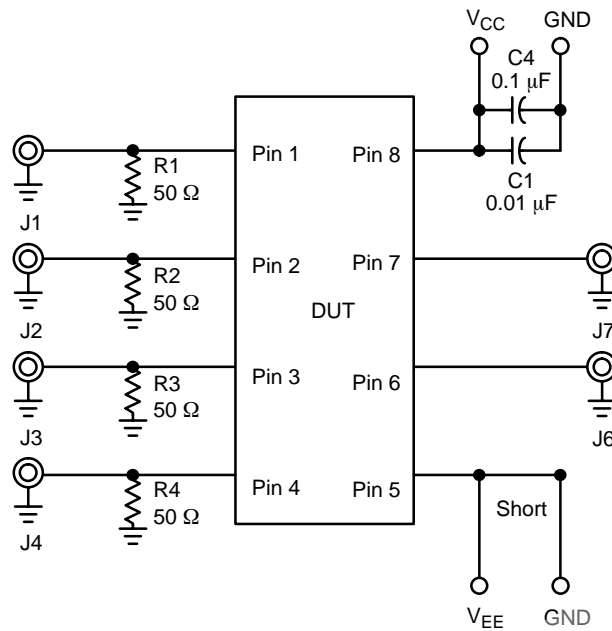 VCC
GND
C4
0.1 μF
C1
0.01 μF
Pin 1
Pin 8
R1
50 Ω
J1
Pin 2
Pin 7
R2
50 Ω
J2
J7
DUT
Pin 3
Pin 6
R3
50 Ω
J3
J6
Pin 4
Pin 5
R4
50 Ω
J4
Short
VEE
GND